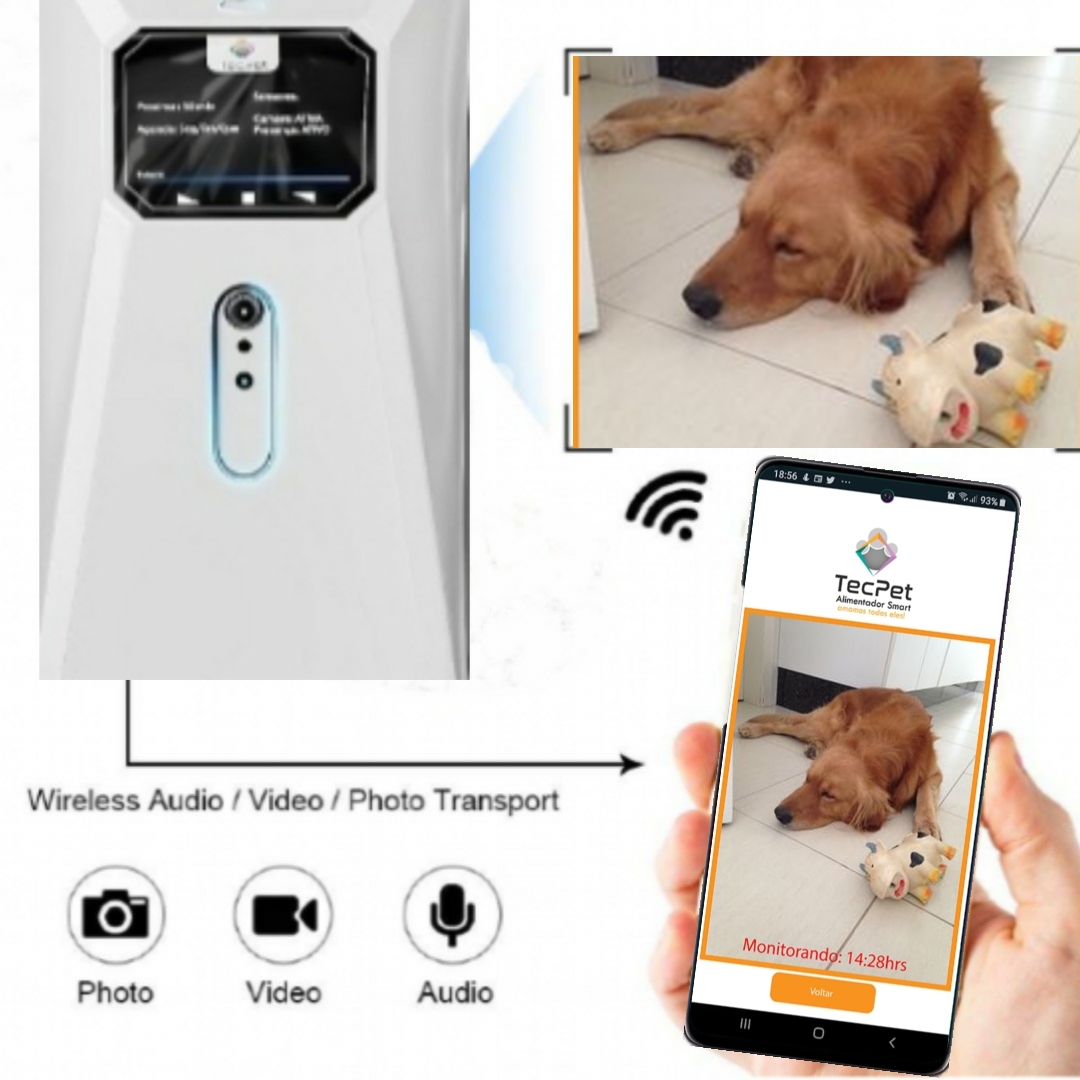 TECPET
18:56
93%
TecPet
Alimentador Smart
amamos todos eles!
Monitorando: 14:28hrs
Voltar
Wireless Audio / Video / Photo Transport
Photo
Video
Audio